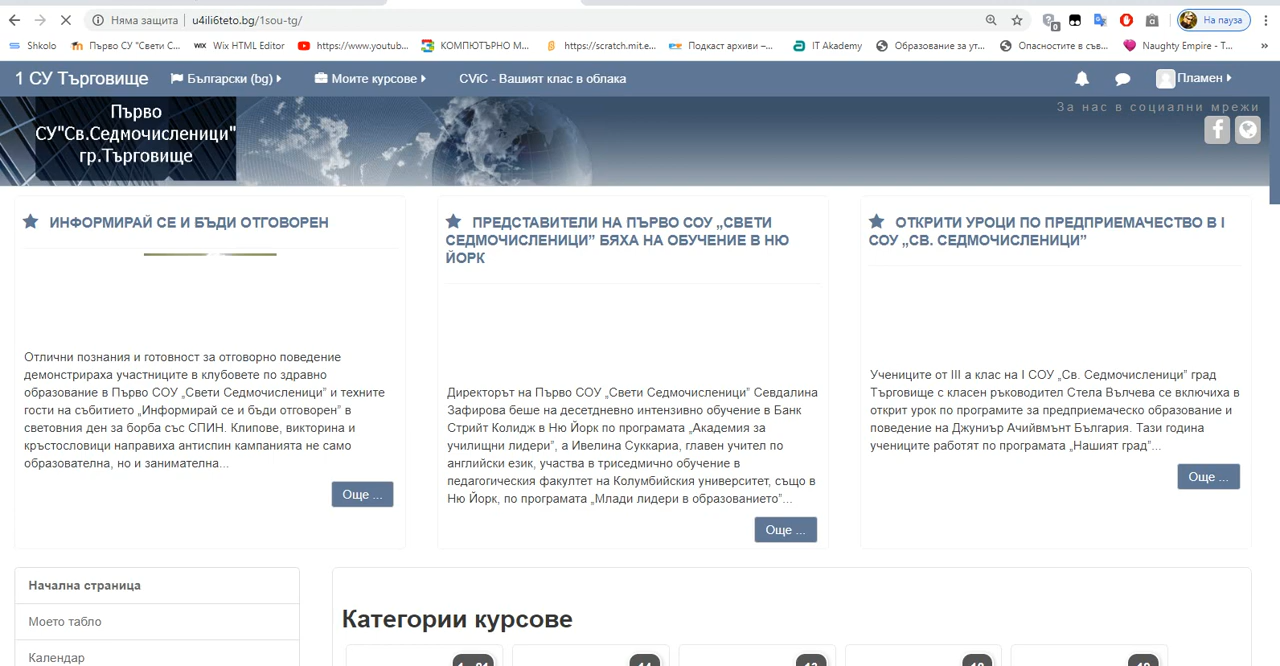 Няма защита | u4ili6teto.bg/1sou-tg/
На пауза
Shkolo
Първо СУ "Свети С...
Wix HTML Editor
https://www.youtub...
КОМПЮТЪРНО М...
https://scratch.mit.e...
Подкаст архиви –...
IT Akademy
Образование за ут...
Опасностите в съв...
Naughty Empire - T...
»
1 СУ Търговище
Български (bg)
Моите курсове
CViC - Вашият клас в облака
Пламен
Първо
СУ"Св.Седмочисленици"
гр.Търговище
За нас в социални мрежи
ИНФОРМИРАЙ СЕ И БЪДИ ОТГОВОРЕН
Отлични познания и готовност за отговорно поведение
демонстрираха участниците в клубовете по здравно
образование в Първо СОУ „Свети Седмочисленици” и техните
гости на събитието „Информирай се и бъди отговорен” в
световния ден за борба със СПИН. Клипове, викторина и
кръстословици направиха антиспин кампанията не само
образователна, но и занимателна...
Още ...
ПРЕДСТАВИТЕЛИ НА ПЪРВО СОУ „СВЕТИ
СЕДМОЧИСЛЕНИЦИ” БЯХА НА ОБУЧЕНИЕ В НЮ
ЙОРК
Директорът на Първо СОУ „Свети Седмочисленици” Севдалина
Зафирова беше на десетдневно интензивно обучение в Банк
Стрийт Колидж в Ню Йорк по програмата „Академия за
училищни лидери”, а Ивелина Суккариа, главен учител по
английски език, участва в триседмично обучение в
педагогическия факултет на Колумбийския университет, също в
Ню Йорк, по програмата „Млади лидери в образованието”...
Още ...
ОТКРИТИ УРОЦИ ПО ПРЕДПРИЕМАЧЕСТВО В I
СОУ „СВ. СЕДМОЧИСЛЕНИЦИ”
Учениците от III а клас на I СОУ „Св. Седмочисленици” град
Търговище с класен ръководител Стела Вълчева се включиха в
открит урок по програмите за предприемаческо образование и
поведение на Джуниър Ачийвмънт България. Тази година
учениците работят по програмата „Нашият град”...
Още ...
Начална страница
Моето табло
Календар
Категории курсове